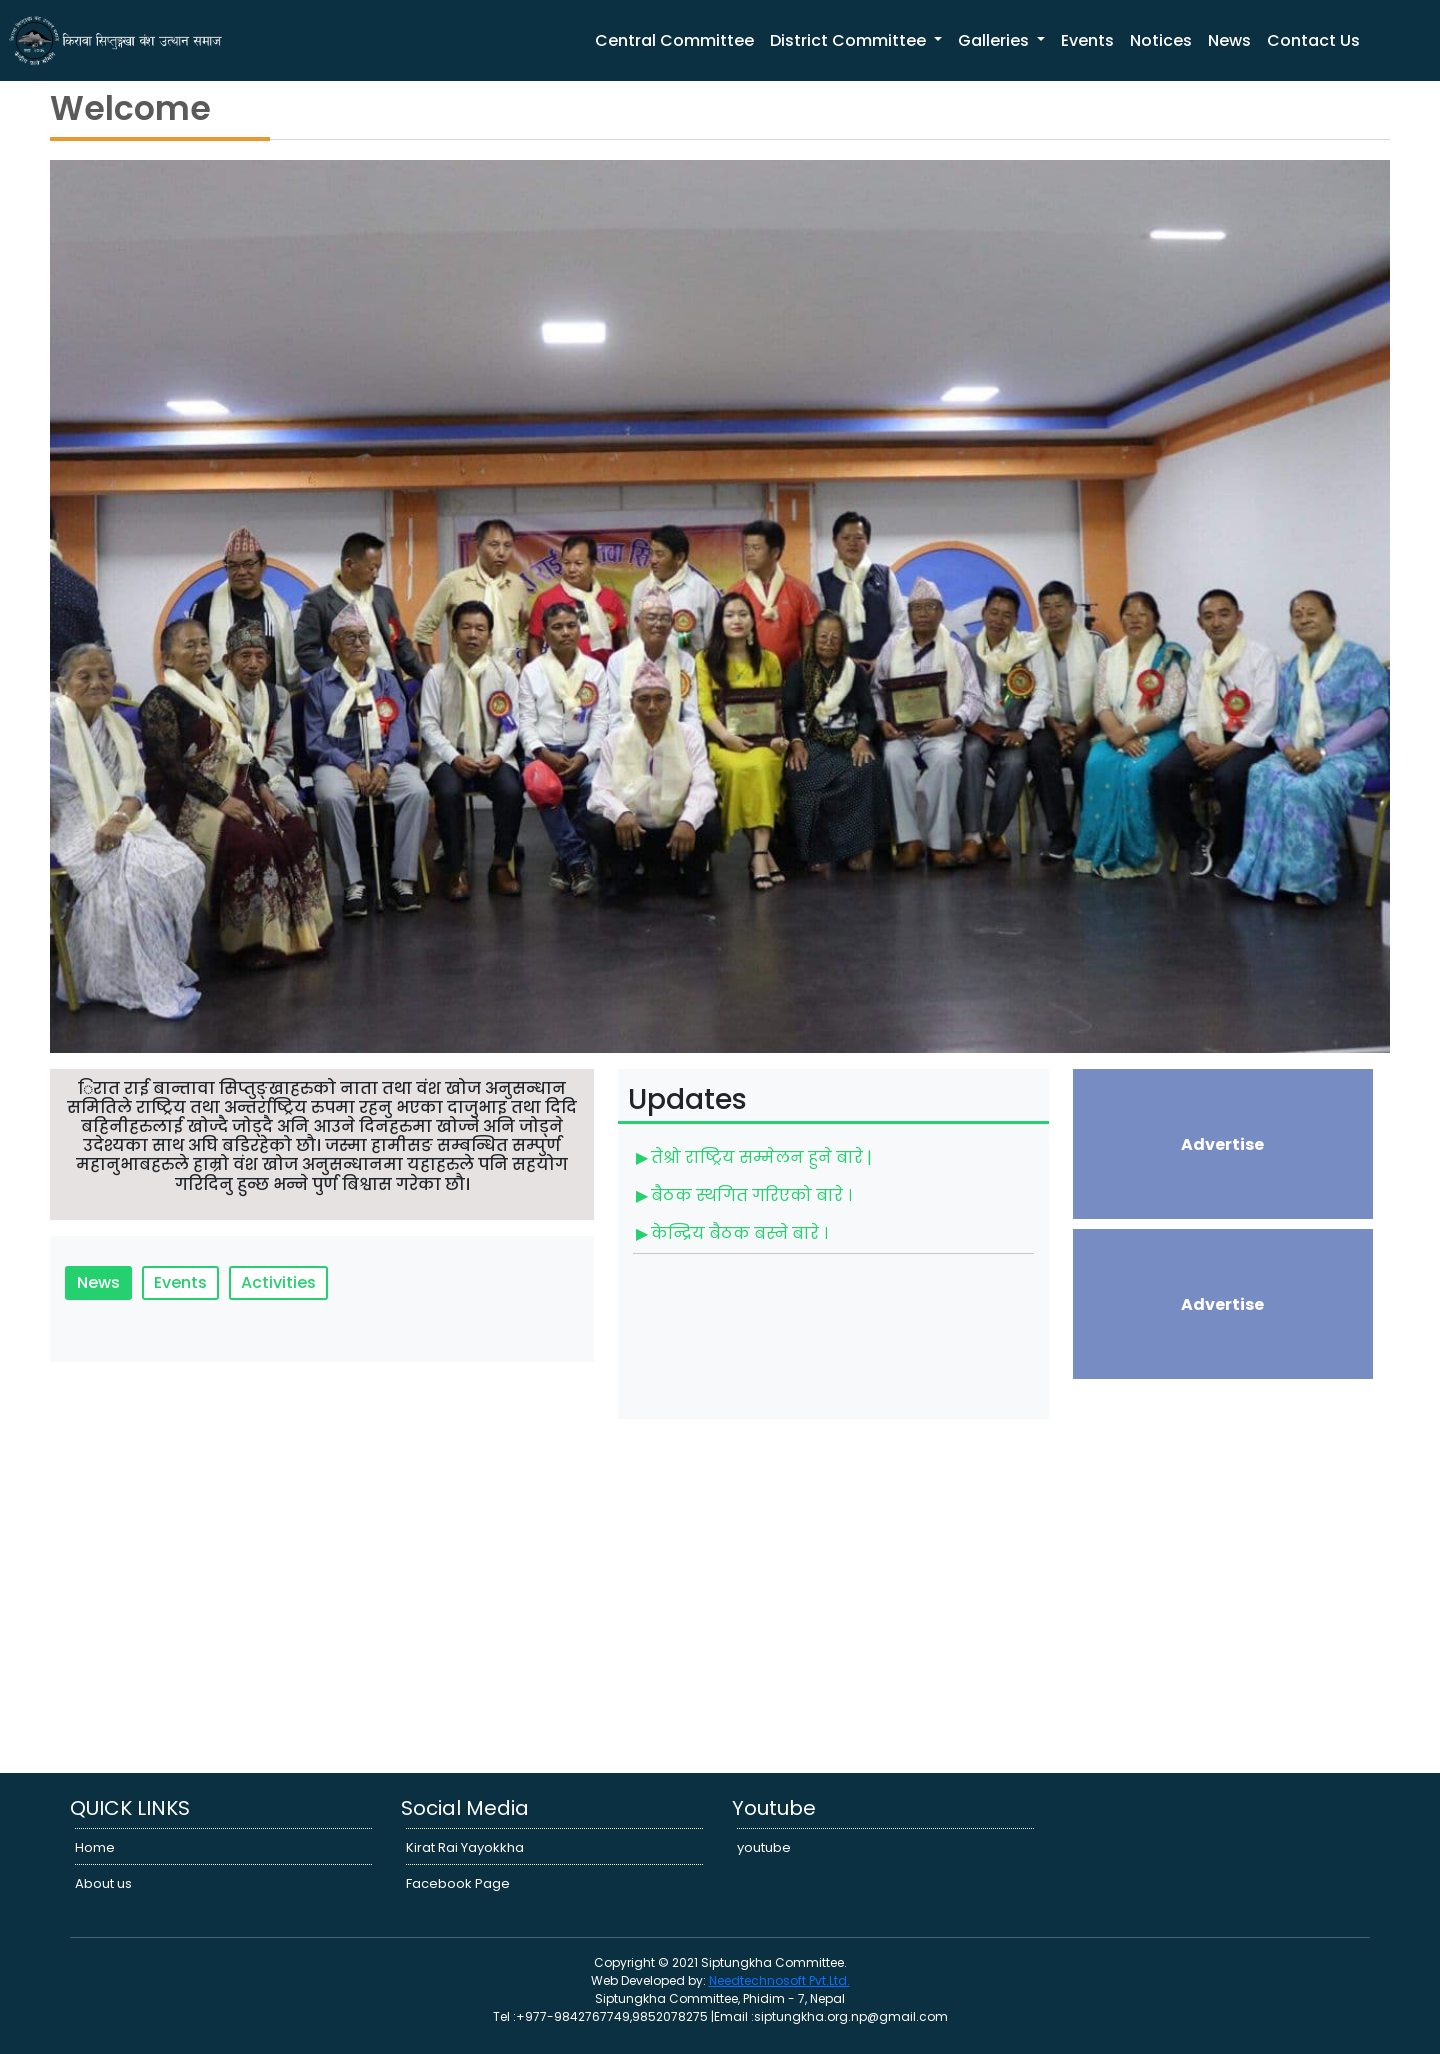 किरावा सिप्तुङ्खा वंश उत्थान समाज
Central Committee
District Committee
Galleries
Events
Notices
News
Contact Us
Welcome
किरात राई बान्तावा सिप्तुङ्खाहरुको नाता तथा वंश खोज अनुसन्धान
समितिले राष्ट्रिय तथा अन्तर्राष्ट्रिय रुपमा रहनु भएका दाजुभाइ तथा दिदि
बहिनीहरुलाई खोज्दै जोड्दै अनि आउने दिनहरुमा खोज्ने अनि जोड्ने
उदेश्यका साथ अघि बडिरहेको छौ। जस्मा हामीसङ सम्बन्धित सम्पुर्ण
महानुभाबहरुले हाम्रो वंश खोज अनुसन्धानमा यहाहरुले पनि सहयोग
गरिदिनु हुन्छ भन्ने पुर्ण बिश्वास गरेका छौ।
News
Events
Activities
Updates
▶ तेश्रो राष्ट्रिय सम्मेलन हुने बारे |
▶ बैठक स्थगित गरिएको बारे ।
▶ केन्द्रिय बैठक बस्ने बारे ।
Advertise
Advertise
QUICK LINKS
Home
About us
Social Media
Kirat Rai Yayokkha
Facebook Page
Youtube
youtube
Copyright © 2021 Siptungkha Committee.
Web Developed by: Needtechnosoft Pvt.Ltd.
Siptungkha Committee, Phidim - 7, Nepal
Tel :+977-9842767749,9852078275 |Email :siptungkha.org.np@gmail.com